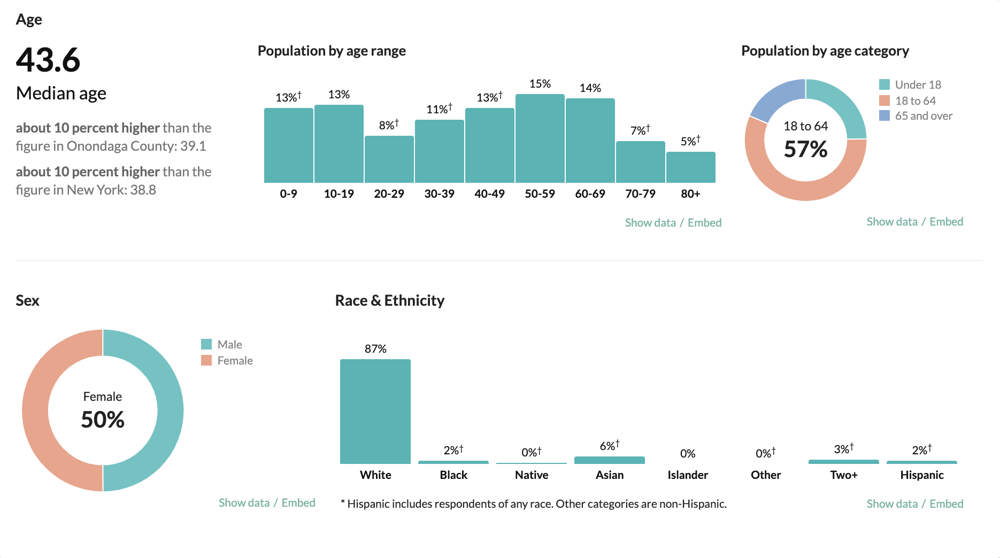 Age
43.6
Median age
about 10 percent higher than the
figure in Onondaga County: 39.1
about 10 percent higher than the
figure in New York: 38.8
Population by age range
13%† 13% 8%† 11%† 13%† 15% 14% 7%† 5%†
0-9 10-19 20-29 30-39 40-49 50-59 60-69 70-79 80+
Show data / Embed
Population by age category
Under 18
18 to 64
65 and over
18 to 64
57%
Show data / Embed
Sex
Male
Female
Female
50%
Show data / Embed
Race & Ethnicity
87% 2%† 0%† 6%† 0% 0%† 3%† 2%†
White Black Native Asian Islander Other Two+ Hispanic
* Hispanic includes respondents of any race. Other categories are non-Hispanic.
Show data / Embed